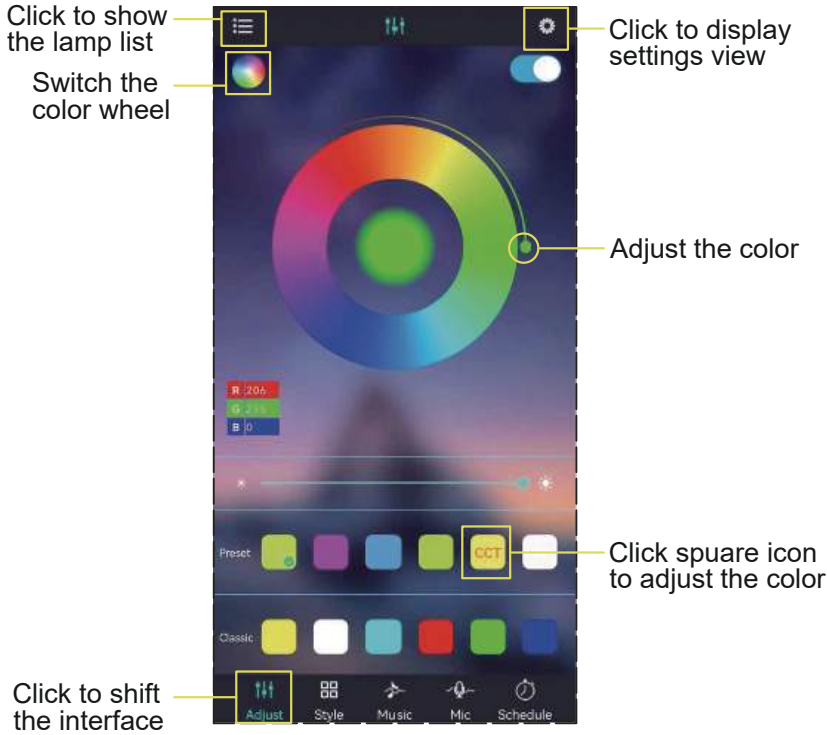 Click to show
the lamp list
Click to display
settings view
Switch the
color wheel
Adjust the color
R 206
G
B 0
Preset
CCT
Click spuare icon
to adjust the color
Classic
Click to shift
the interface
Adjust
Style
Music
Mic
Schedule